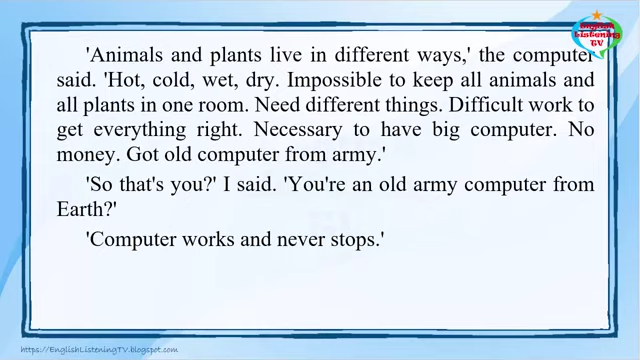 English
Listening
TV
'Animals and plants live in different ways,' the computer
said. 'Hot, cold, wet, dry. Impossible to keep all animals and
all plants in one room. Need different things. Difficult work to
get everything right. Necessary to have big computer. No
money. Got old computer from army.'
'So that's you?' I said. 'You're an old army computer from
Earth?'
'Computer works and never stops.'
https://EnglishListeningTV.blogspot.com